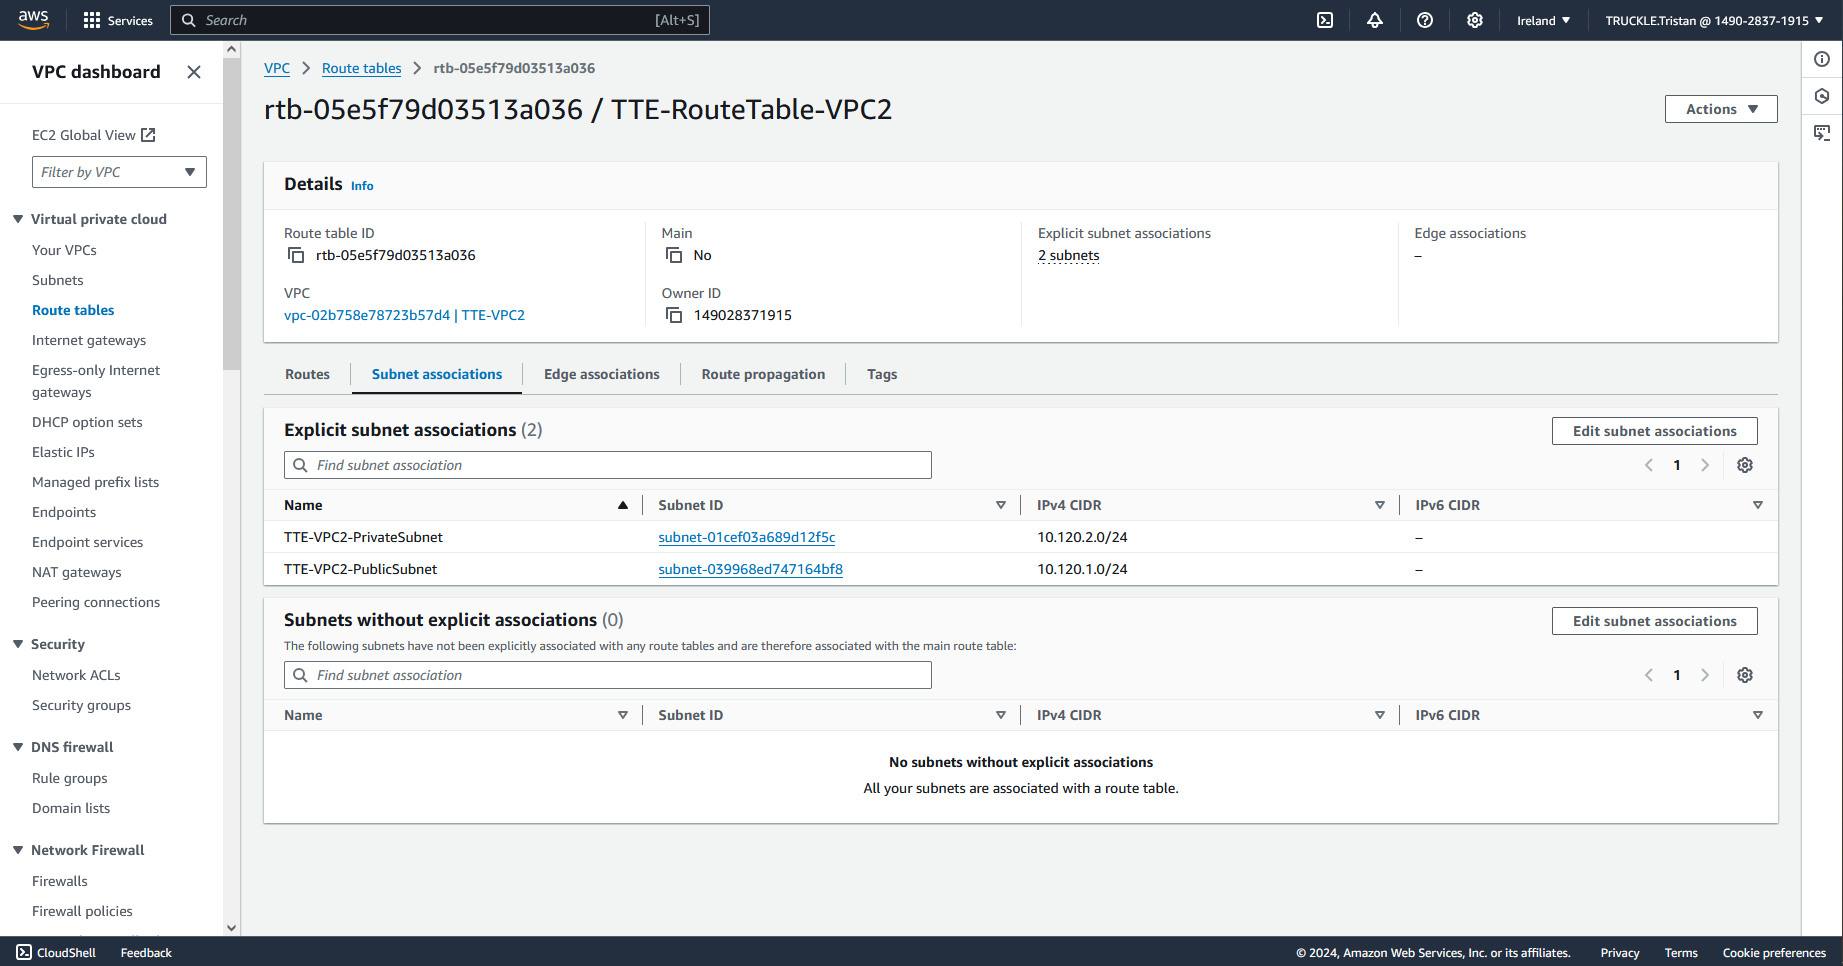 aws
Services
Search
[Alt+S]
Ireland
TRUCKLE.Tristan @ 1490-2837-1915
VPC dashboard
EC2 Global View
Filter by VPC
Virtual private cloud
Your VPCs
Subnets
Route tables
Internet gateways
Egress-only Internet
gateways
DHCP option sets
Elastic IPs
Managed prefix lists
Endpoints
Endpoint services
NAT gateways
Peering connections
Security
Network ACLs
Security groups
DNS firewall
Rule groups
Domain lists
Network Firewall
Firewalls
Firewall policies
VPC > Route tables > rtb-05e5f79d03513a036
rtb-05e5f79d03513a036 / TTE-RouteTable-VPC2
Actions
Details Info
Route table ID
rtb-05e5f79d03513a036
Main
No
Explicit subnet associations
2 subnets
Edge associations
–
VPC
vpc-02b758e78723b57d4 | TTE-VPC2
Owner ID
149028371915
Routes
Subnet associations
Edge associations
Route propagation
Tags
Explicit subnet associations (2)
Edit subnet associations
Find subnet association
1
Name Subnet ID IPv4 CIDR IPv6 CIDR
TTE-VPC2-PrivateSubnet subnet-01cef03a689d12f5c 10.120.2.0/24 –
TTE-VPC2-PublicSubnet subnet-039968ed747164bf8 10.120.1.0/24 –
Subnets without explicit associations (0)
Edit subnet associations
The following subnets have not been explicitly associated with any route tables and are therefore associated with the main route table:
Find subnet association
1
Name Subnet ID IPv4 CIDR IPv6 CIDR
No subnets without explicit associations
All your subnets are associated with a route table.
CloudShell
Feedback
© 2024, Amazon Web Services, Inc. or its affiliates.
Privacy
Terms
Cookie preferences